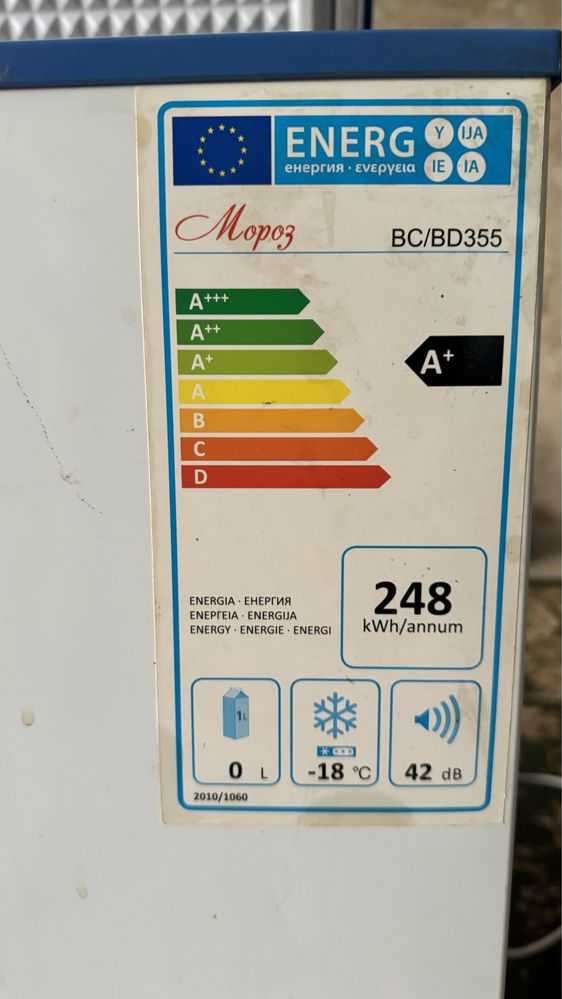 ENERG Y IJA
енергия · ενεργεια IE IA
Мороз BC/BD355
A+++
A++
A+
A+
A
B
C
D
248
kWh/annum
ENERGIA · ЕНЕРГИЯ
ΕΝΕΡΓΕΙΑ · ENERGIJA
ENERGY · ENERGIE · ENERGI
1L
0 L
-18 °C
42 dB
2010/1060